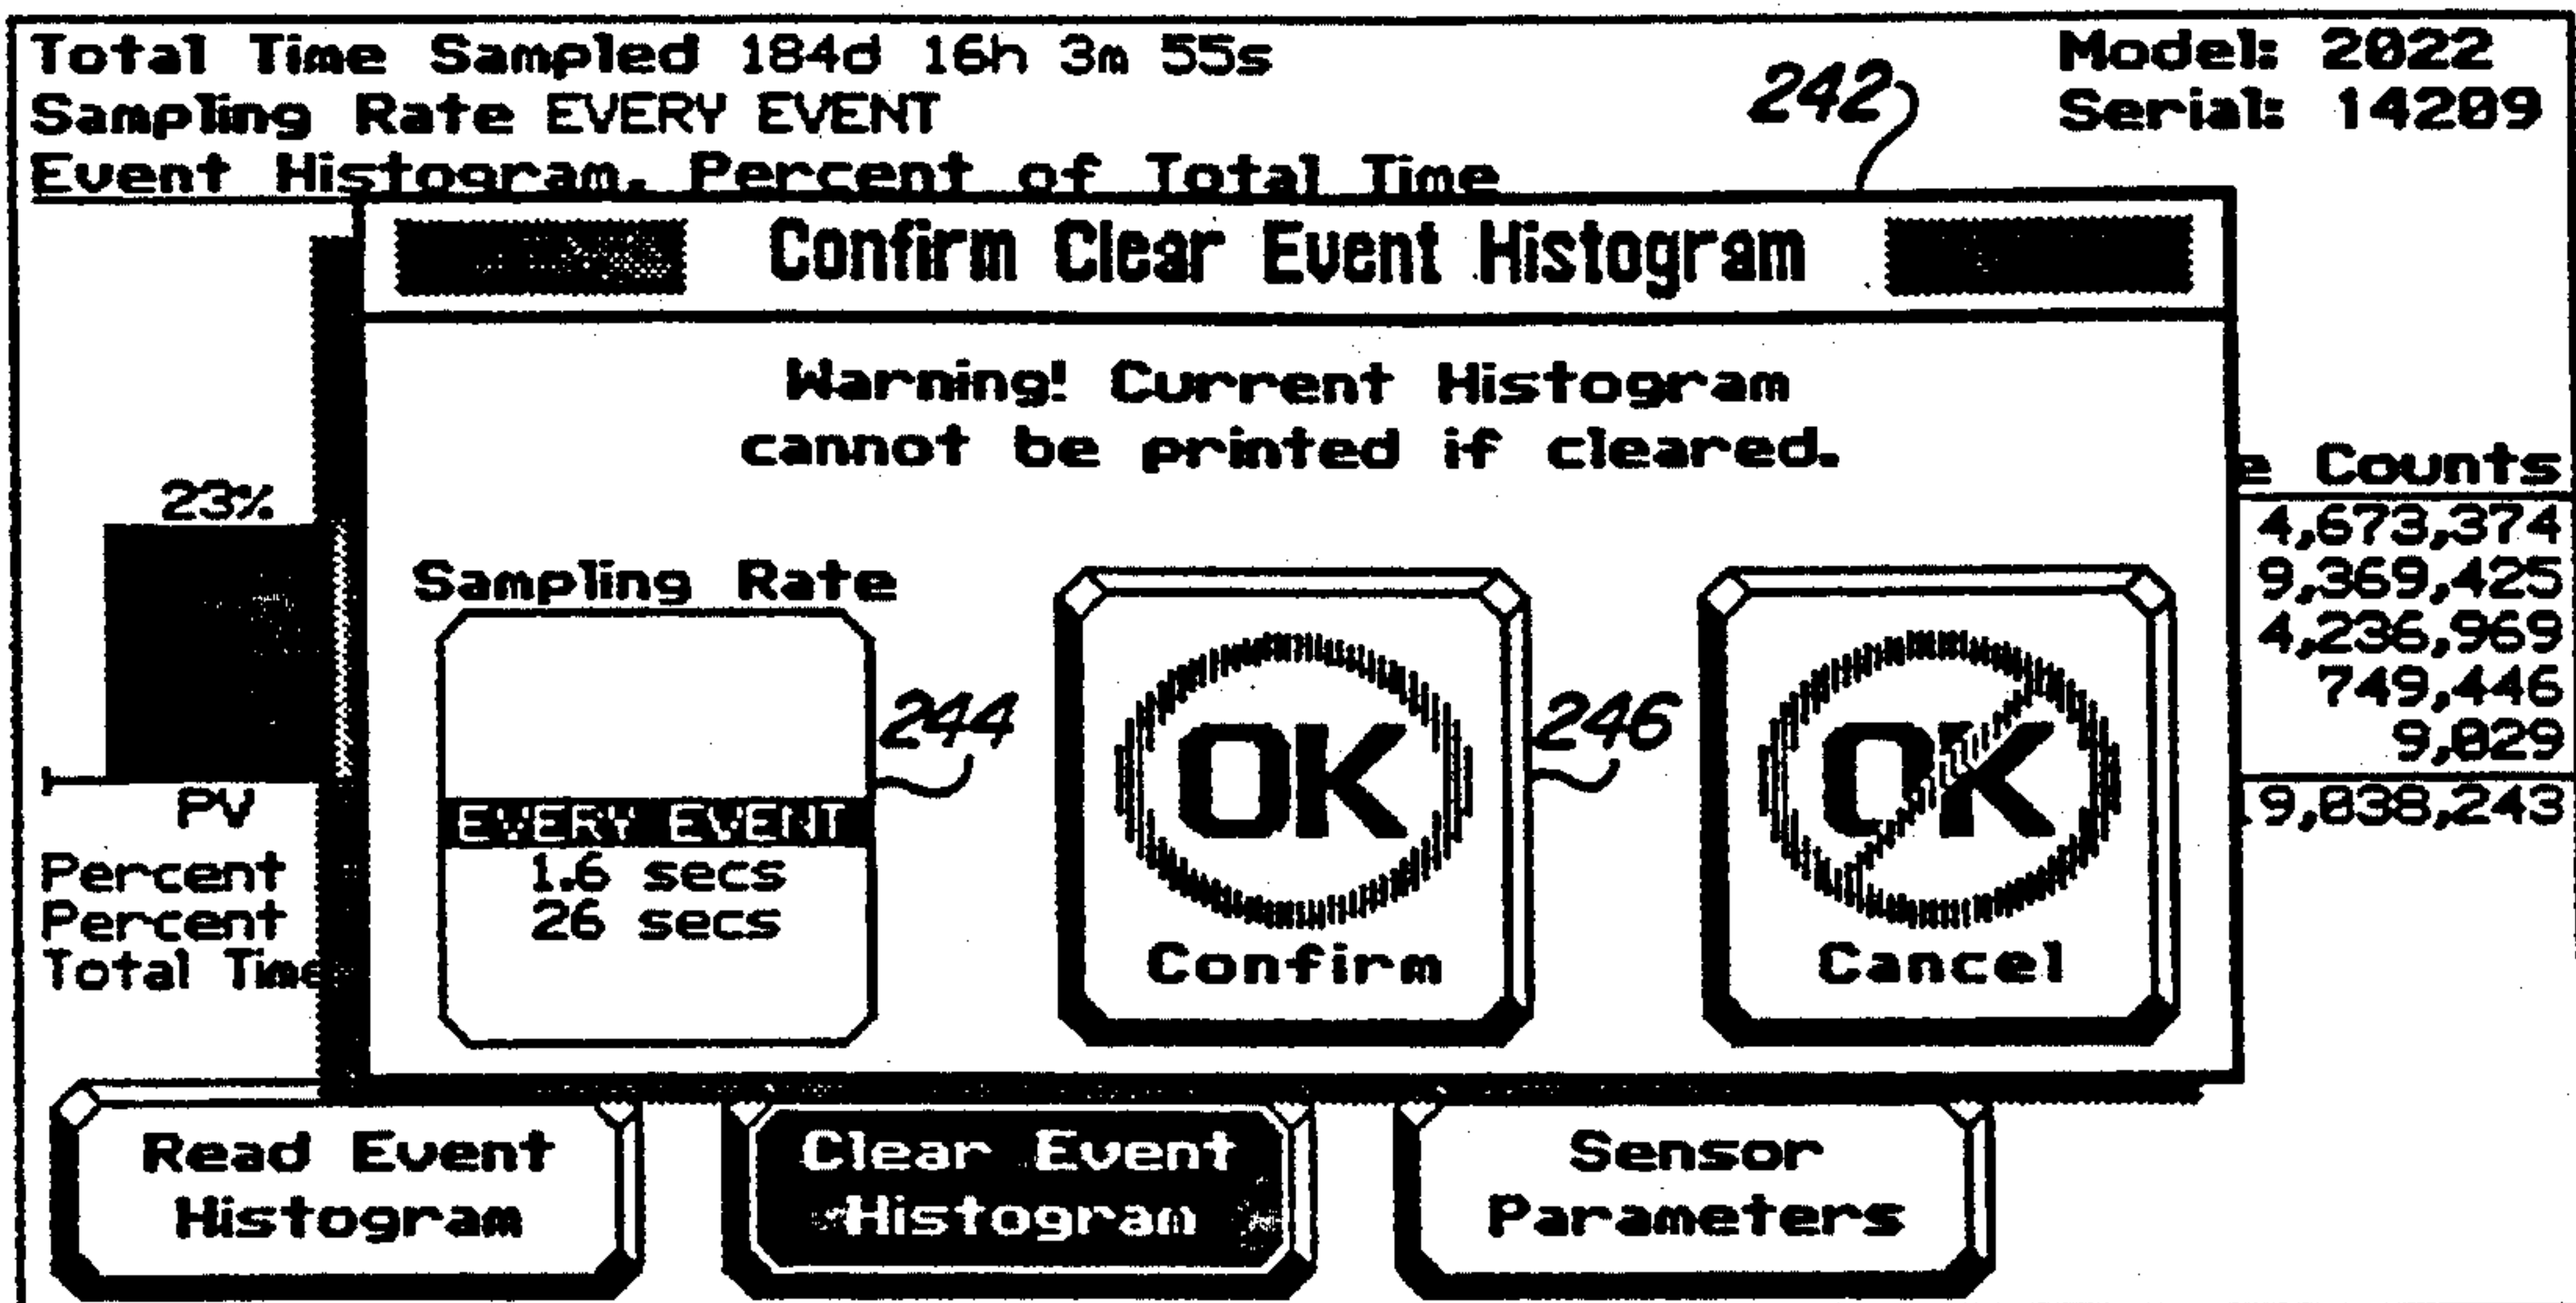 Total Time Sampled 184d 16h 3m 55s
Model: 2022
Sampling Rate EVERY EVENT
242
Serial: 14209
Event Histogram, Percent of Total Time
Confirm Clear Event Histogram
Warning! Current Histogram
cannot be printed if cleared.
e Counts
23%
4,673,374
9,369,425
4,236,969
749,446
9,029
19,038,243
PV
Percent
Percent
Total Time
Sampling Rate
EVERY EVENT
1.6 secs
26 secs
244
OK
Confirm
246
OK
Cancel
Read Event
Histogram
Clear Event
Histogram
Sensor
Parameters